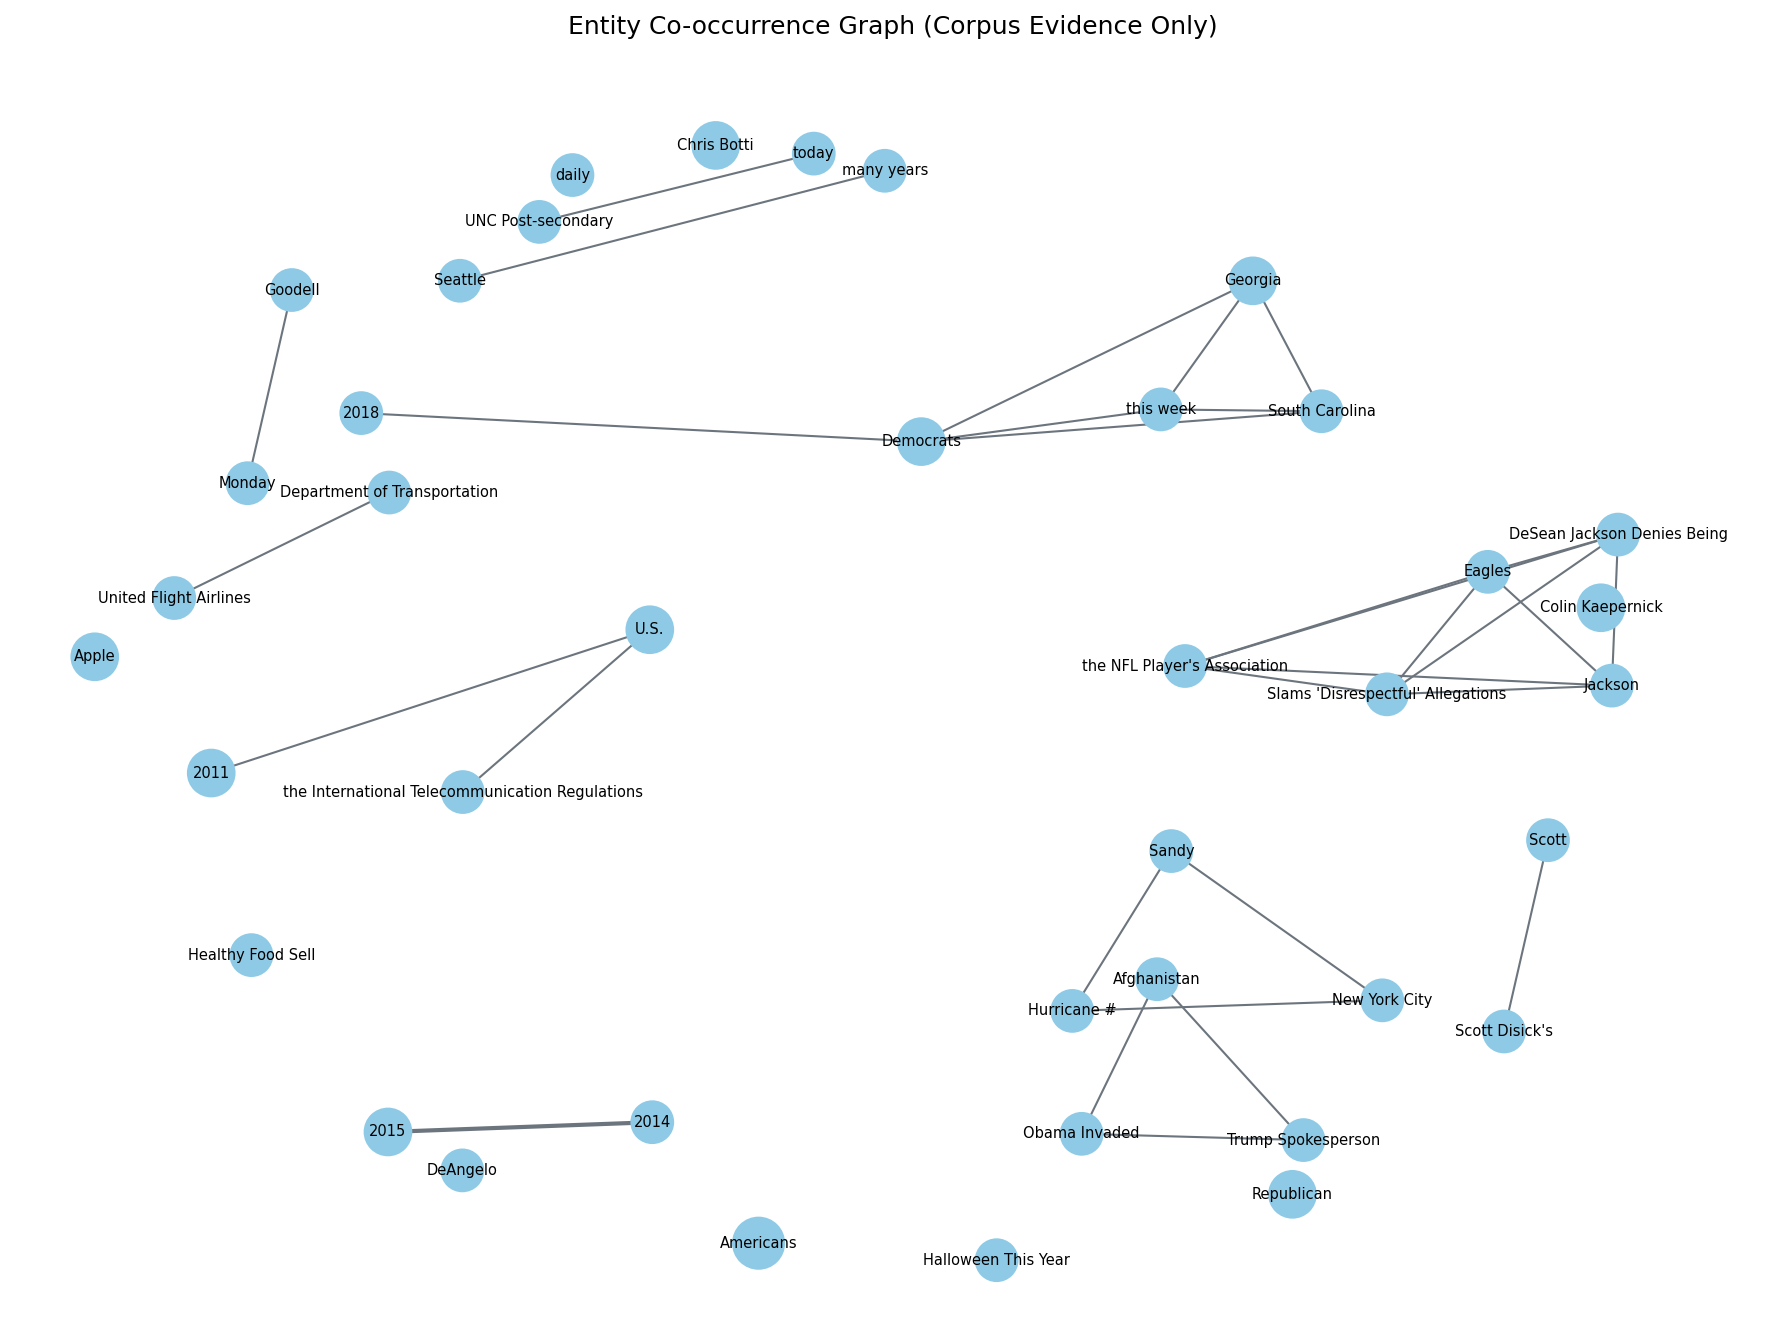 Entity Co-occurrence Graph (Corpus Evidence Only)
Chris Botti
today
many years
daily
UNC Post-secondary
Seattle
Goodell
Georgia
2018
this week
South Carolina
Democrats
Monday
Department of Transportation
DeSean Jackson Denies Being
Eagles
United Flight Airlines
Colin Kaepernick
U.S.
Apple
the NFL Player's Association
Slams 'Disrespectful' Allegations
Jackson
2011
the International Telecommunication Regulations
Sandy
Scott
Healthy Food Sell
Afghanistan
Hurricane #
New York City
Scott Disick's
2015
2014
Obama Invaded
Trump Spokesperson
DeAngelo
Republican
Americans
Halloween This Year